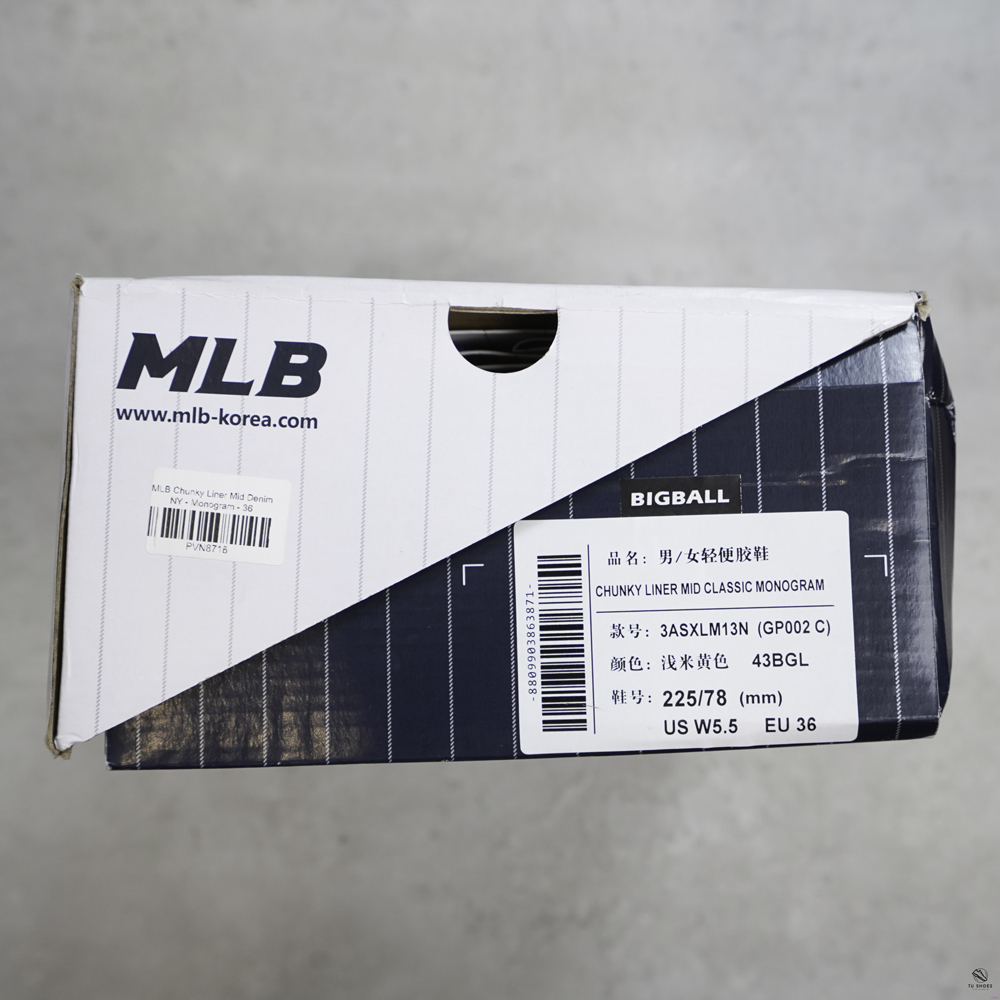 MLB
www.mlb-korea.com
MLB Chunky Liner Mid Denim
NY - Monogram - 36
PVN8716
BIGBALL
品名：男/女轻便胶鞋
CHUNKY LINER MID CLASSIC MONOGRAM
款号：3ASXLM13N (GP002 C)
颜色：浅米黄色 43BGL
鞋号：225/78 (mm)
US W5.5 EU 36
-8809903863871-
TU SHOES